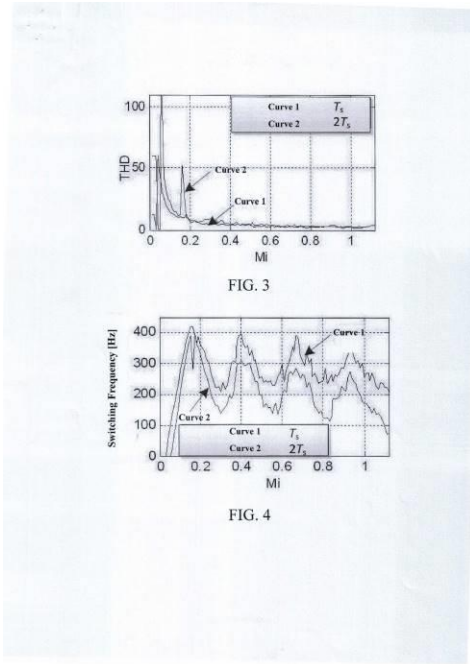 100
50
0
THD
Curve 1 Ts
Curve 2 2Ts
Curve 2
Curve 1
0 0.2 0.4 0.6 0.8 1
Mi
FIG. 3
400
300
200
100
0
Switching Frequency [Hz]
Curve 1
Curve 2
Curve 1 Ts
Curve 2 2Ts
0 0.2 0.4 0.6 0.8 1
Mi
FIG. 4